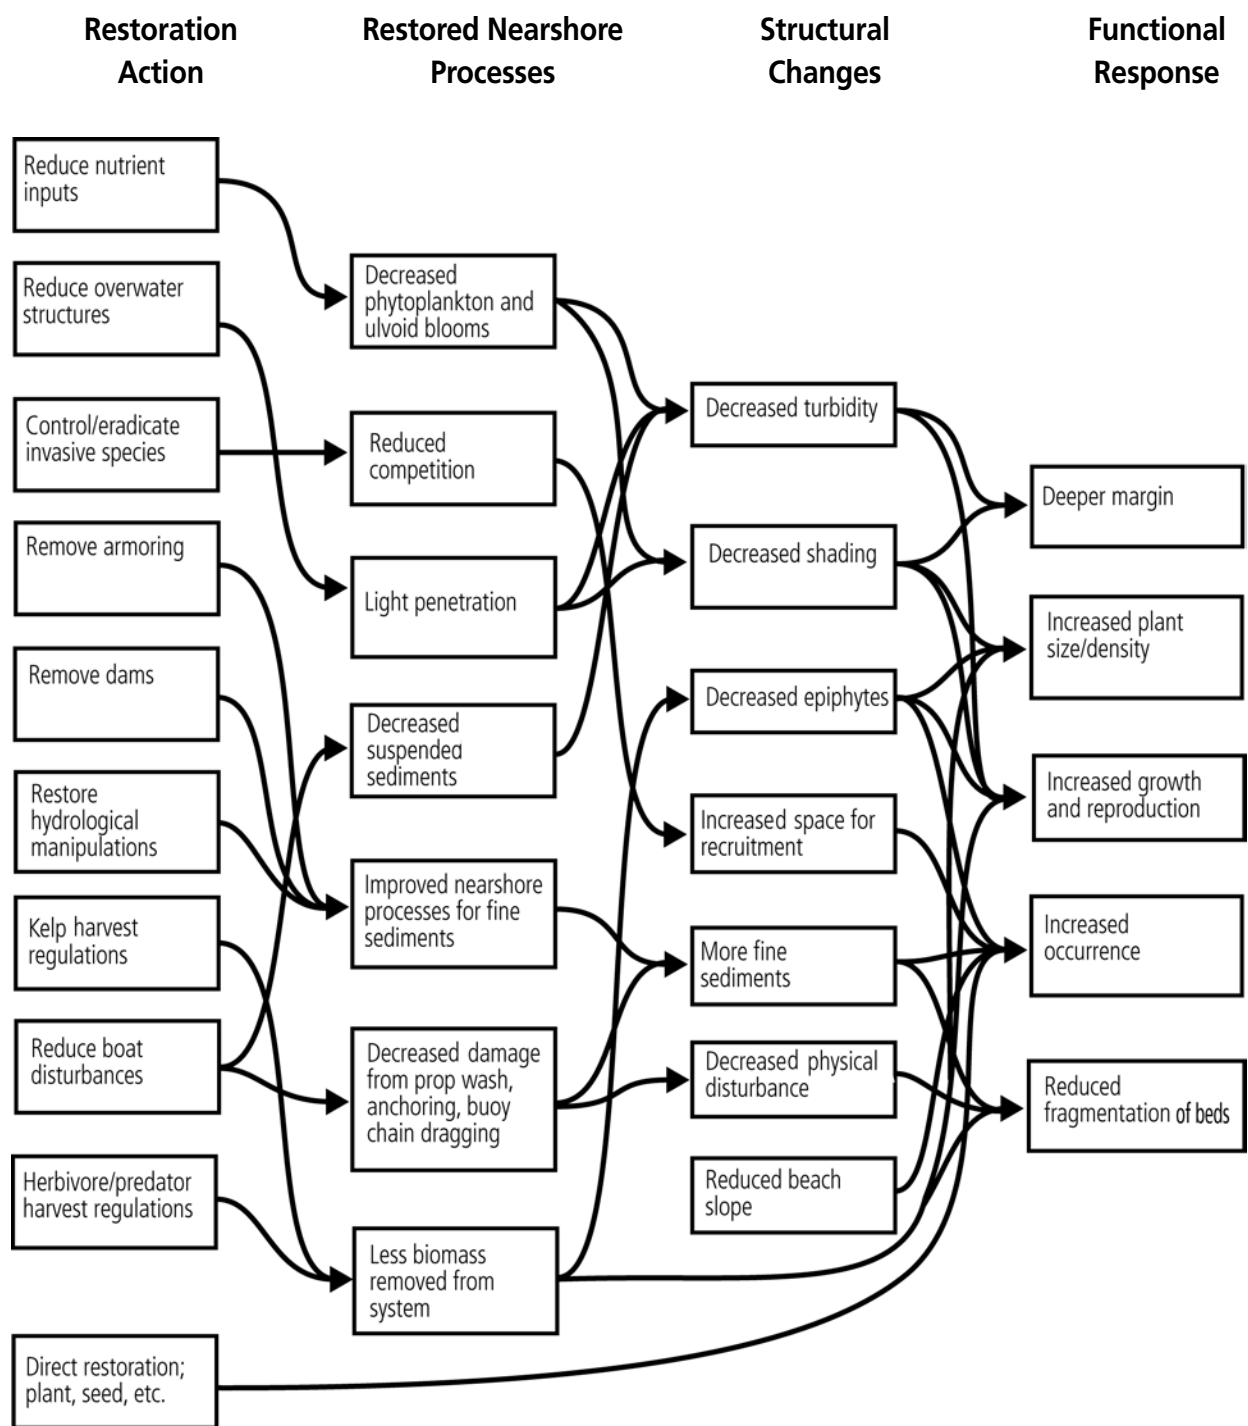 Restoration
Action
Restored Nearshore
Processes
Structural
Changes
Functional
Response
Reduce nutrient
inputs
Reduce overwater
structures
Control/eradicate
invasive species
Remove armoring
Remove dams
Restore
hydrological
manipulations
Kelp harvest
regulations
Reduce boat
disturbances
Herbivore/predator
harvest regulations
Direct restoration;
plant, seed, etc.
Decreased
phytoplankton and
ulvoid blooms
Reduced
competition
Light penetration
Decreased
suspended
sediments
Improved nearshore
processes for fine
sediments
Decreased damage
from prop wash,
anchoring, buoy
chain dragging
Less biomass
removed from
system
Decreased turbidity
Decreased shading
Decreased epiphytes
Increased space for
recruitment
More fine
sediments
Decreased physical
disturbance
Reduced beach
slope
Deeper margin
Increased plant
size/density
Increased growth
and reproduction
Increased
occurrence
Reduced
fragmentation of beds